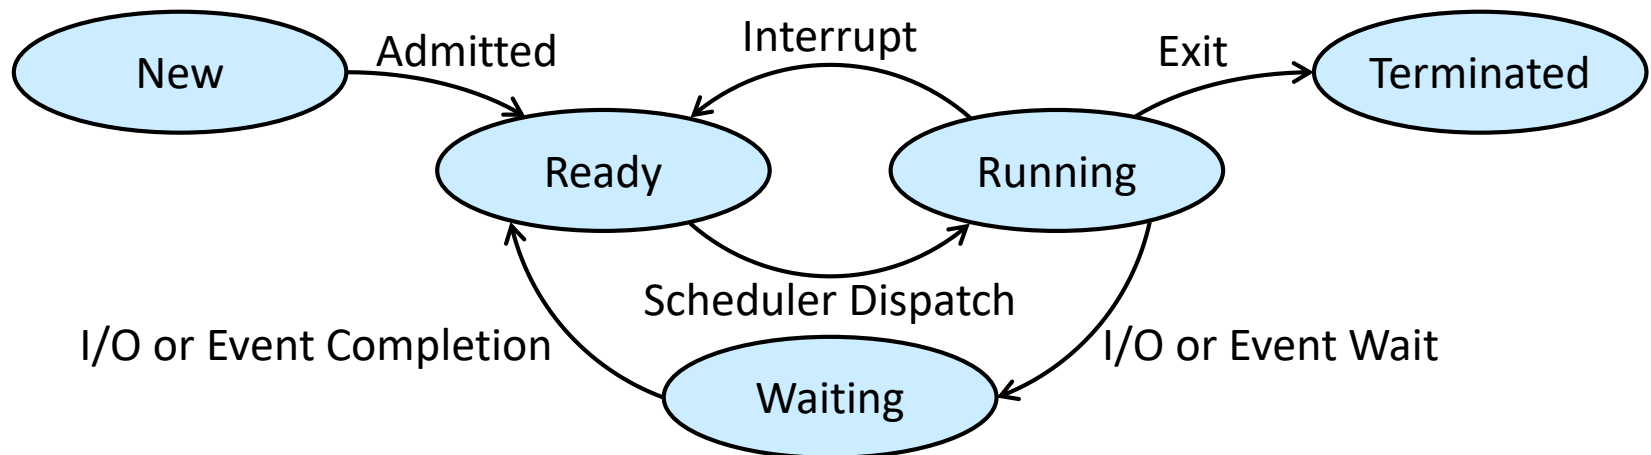 New
Admitted
Interrupt
Exit
Terminated
Ready
Running
Scheduler Dispatch
I/O or Event Completion
I/O or Event Wait
Waiting